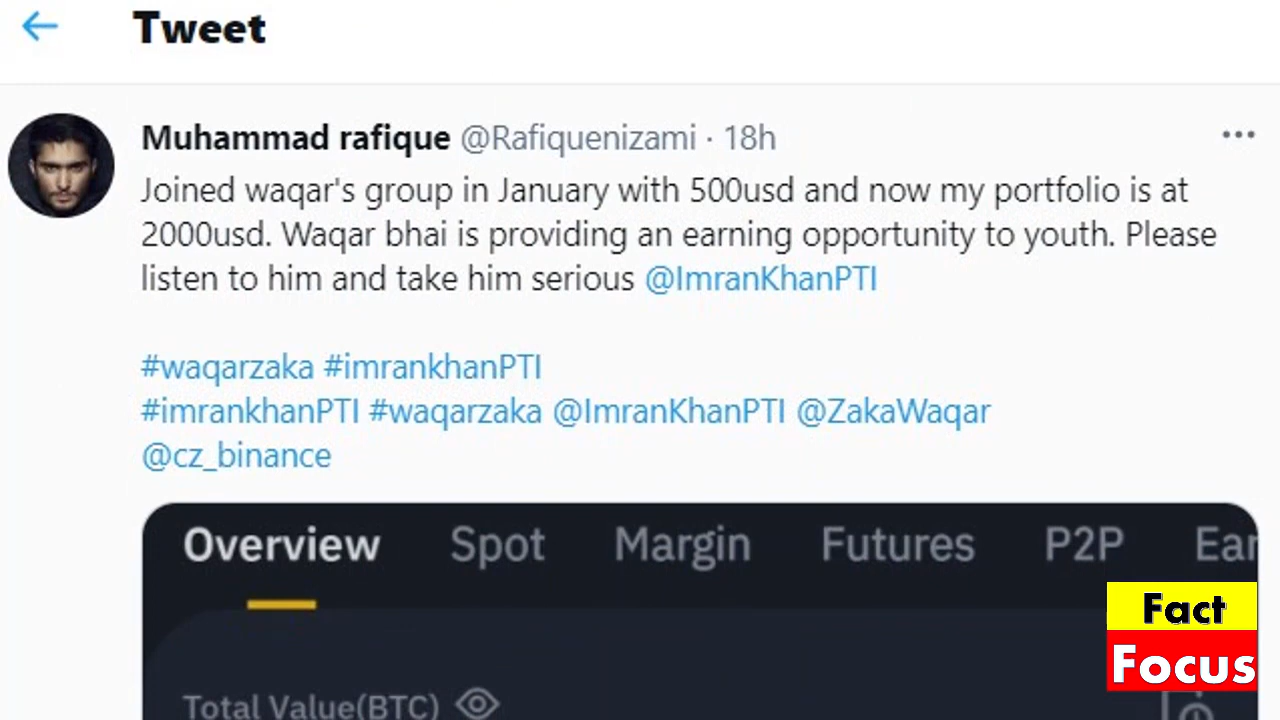 Tweet
Muhammad rafique @Rafiquenizami · 18h
Joined waqar's group in January with 500usd and now my portfolio is at
2000usd. Waqar bhai is providing an earning opportunity to youth. Please
listen to him and take him serious @ImranKhanPTI
#waqarzaka #imrankhanPTI
#imrankhanPTI #waqarzaka @ImranKhanPTI @ZakaWaqar
@cz_binance
Overview Spot Margin Futures P2P Ear
Fact
Focus
Total Value(BTC)